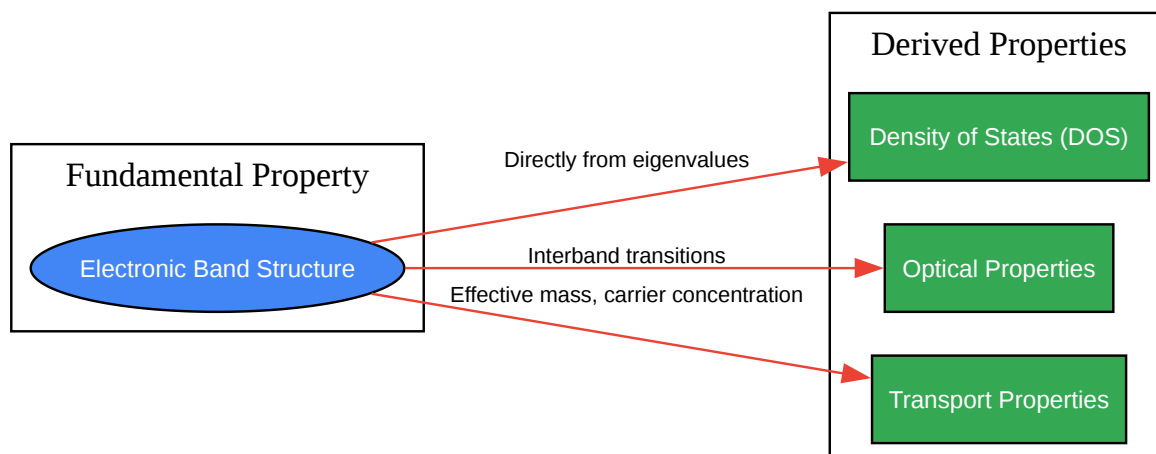 Fundamental Property
Electronic Band Structure
Directly from eigenvalues
Interband transitions
Effective mass, carrier concentration
Derived Properties
Density of States (DOS)
Optical Properties
Transport Properties